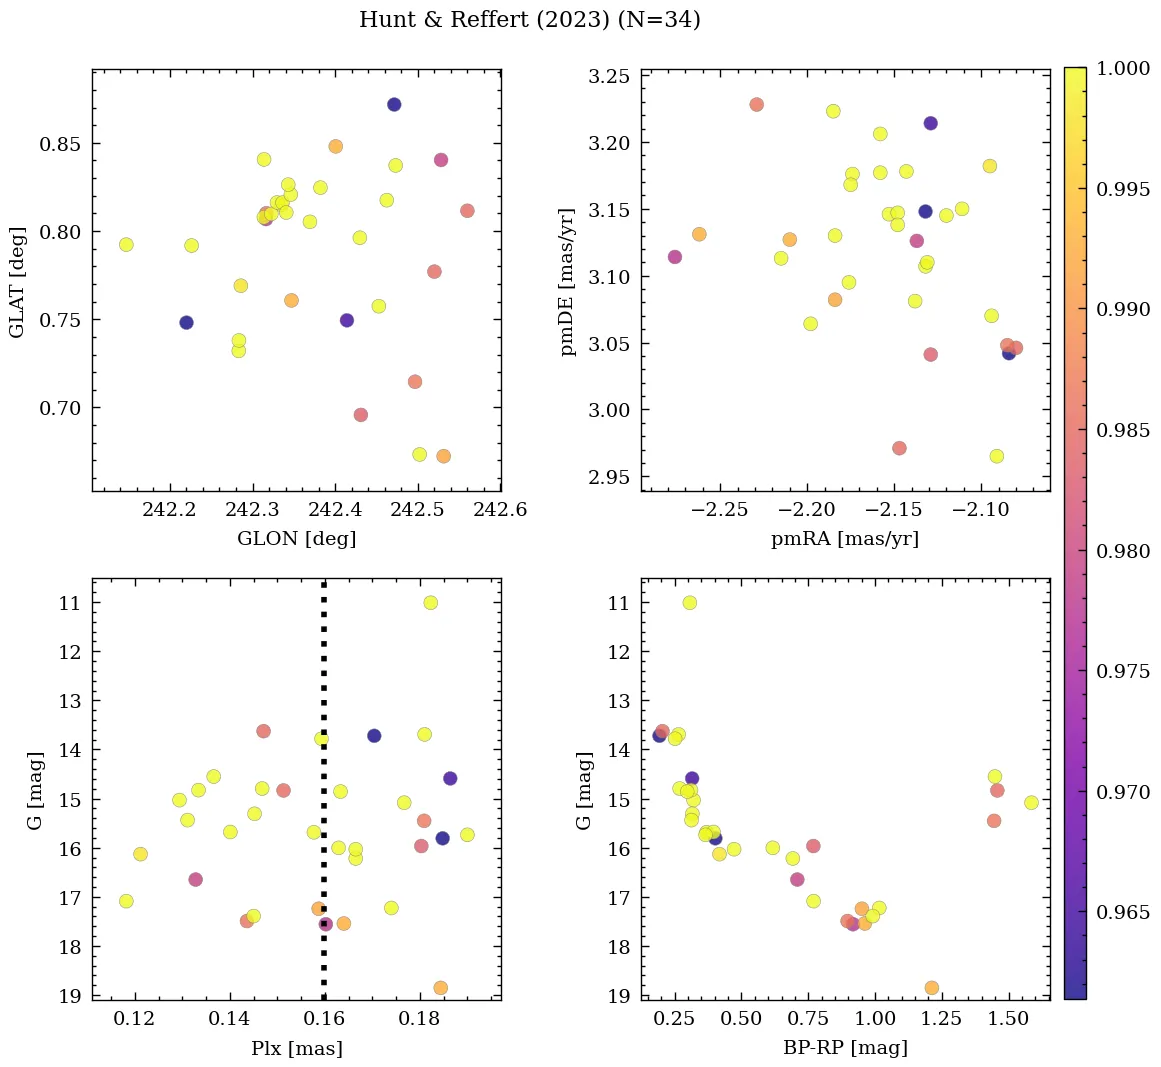 Hunt & Reffert (2023) (N=34)
GLAT [deg]
0.85
0.80
0.75
0.70
242.2 242.3 242.4 242.5 242.6
GLON [deg]
pmDE [mas/yr]
3.25
3.20
3.15
3.10
3.05
3.00
2.95
−2.25 −2.20 −2.15 −2.10
pmRA [mas/yr]
1.000
0.995
0.990
0.985
0.980
0.975
0.970
0.965
G [mag]
11
12
13
14
15
16
17
18
19
0.12 0.14 0.16 0.18
Plx [mas]
G [mag]
11
12
13
14
15
16
17
18
19
0.25 0.50 0.75 1.00 1.25 1.50
BP-RP [mag]